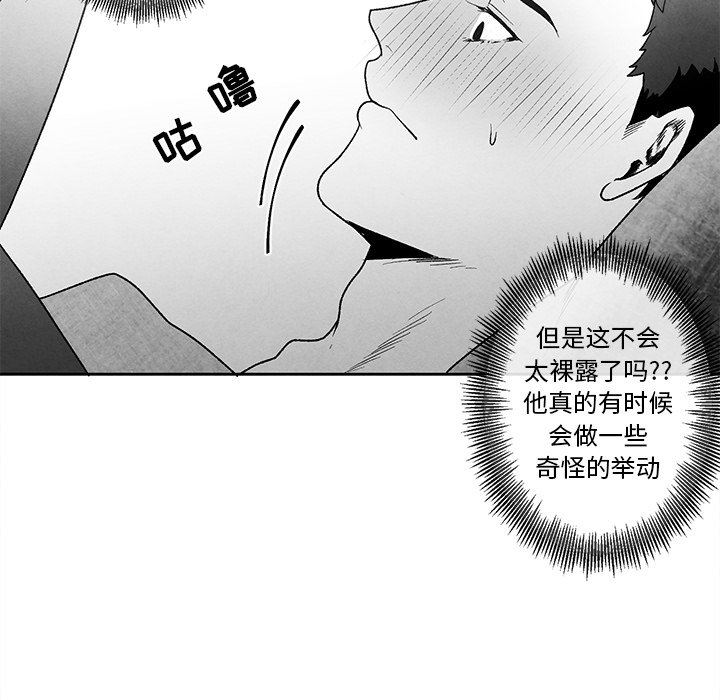 咕噜
但是这不会
太裸露了吗??
他真的有时候
会做一些
奇怪的举动